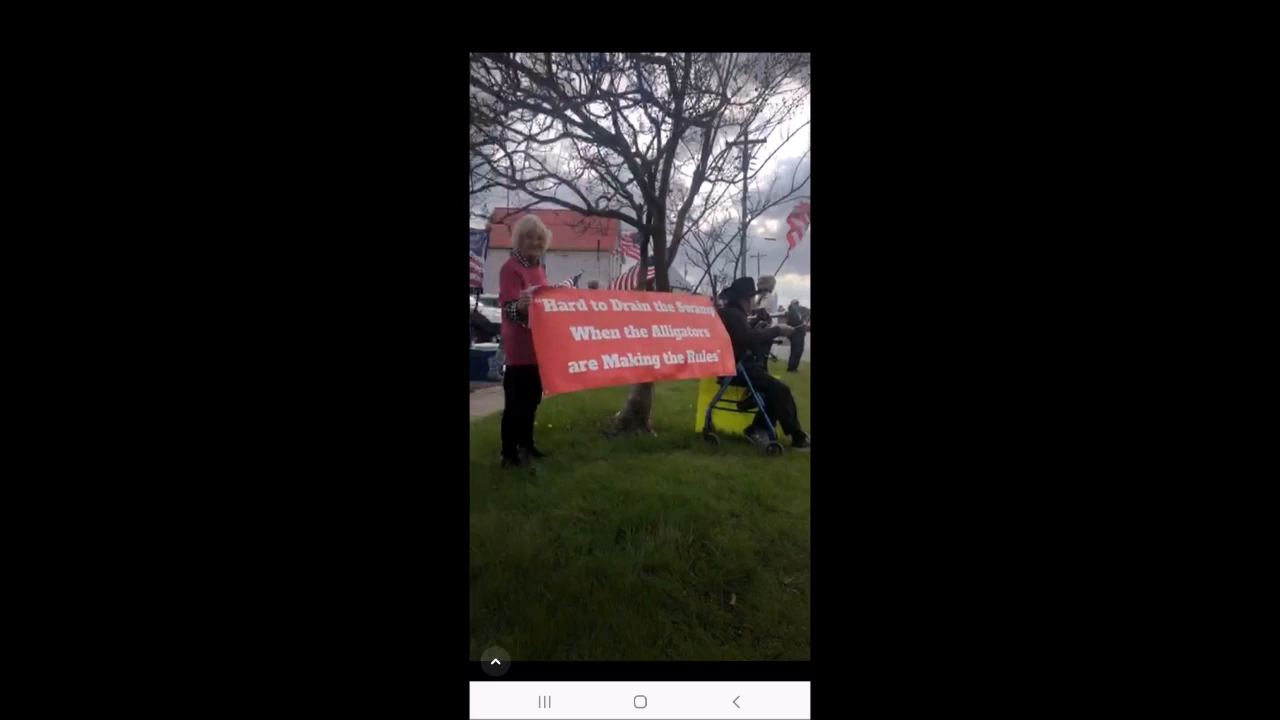 "Hard to Drain the Swamp
When the Alligators
are Making the Rules"